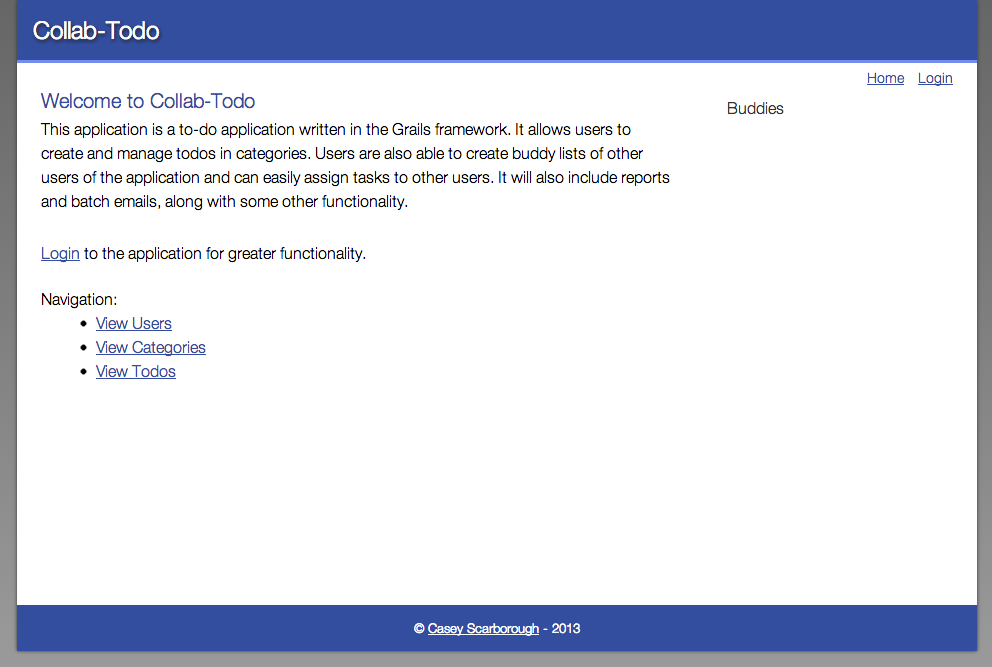 Collab-Todo
Home Login
Welcome to Collab-Todo
Buddies
This application is a to-do application written in the Grails framework. It allows users to
create and manage todos in categories. Users are also able to create buddy lists of other
users of the application and can easily assign tasks to other users. It will also include reports
and batch emails, along with some other functionality.
Login to the application for greater functionality.
Navigation:
• View Users
• View Categories
• View Todos
© Casey Scarborough - 2013